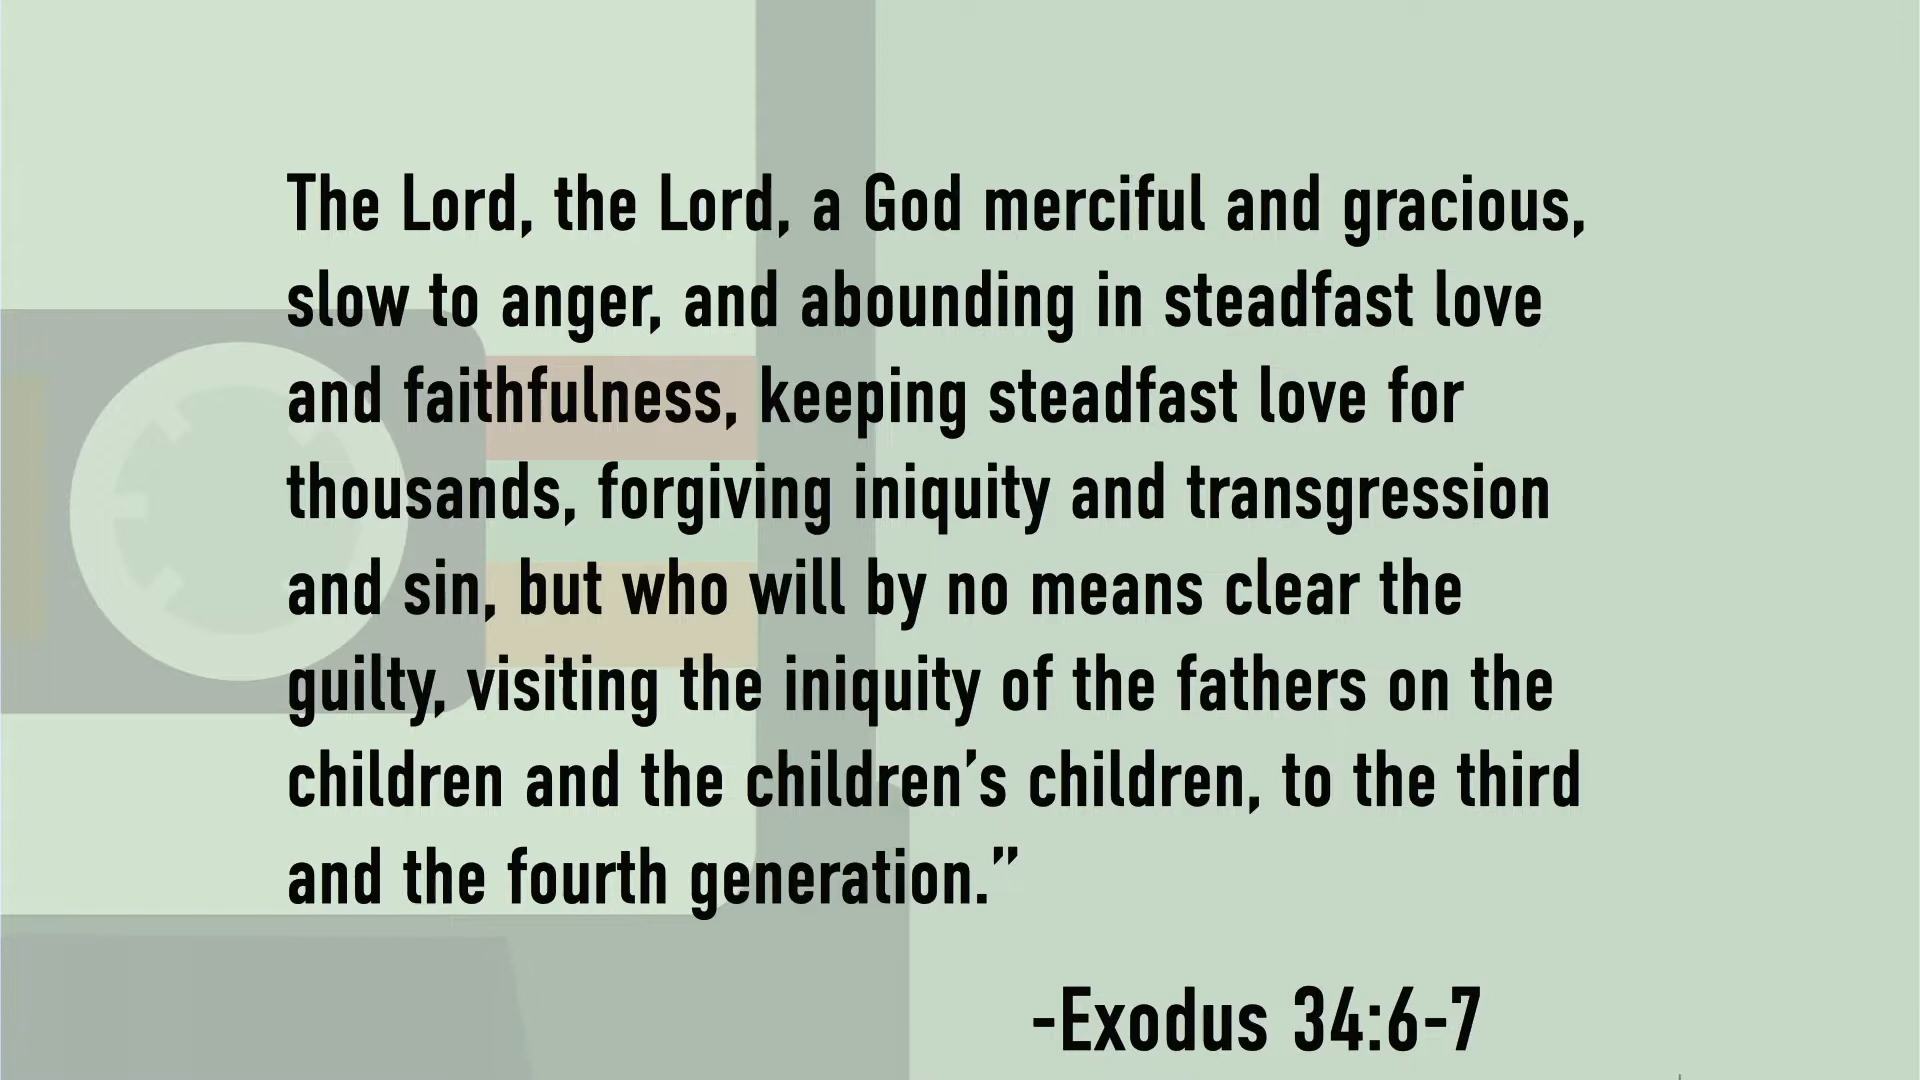 The Lord, the Lord, a God merciful and gracious,
slow to anger, and abounding in steadfast love
and faithfulness, keeping steadfast love for
thousands, forgiving iniquity and transgression
and sin, but who will by no means clear the
guilty, visiting the iniquity of the fathers on the
children and the children’s children, to the third
and the fourth generation.”
-Exodus 34:6-7